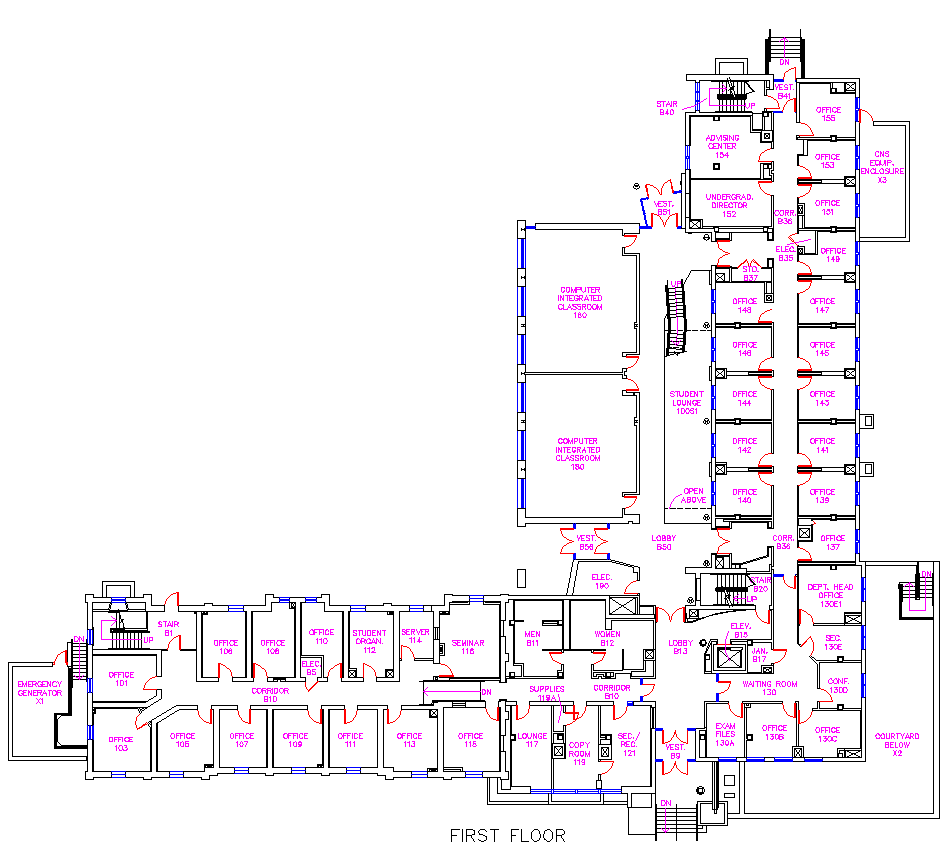 DN
VEST.
B41
STAIR
B40
UP
OFFICE
155
ADVISING
CENTER
154
OFFICE
153
CNS
EQUIP.
ENCLOSURE
X3
UNDERGRAD.
DIRECTOR
152
VEST.
B51
CORR.
B36
OFFICE
151
ELEC.
B35
OFFICE
149
STO.
B37
UP
COMPUTER
INTEGRATED
CLASSROOM
160
OFFICE
148
OFFICE
147
OFFICE
146
OFFICE
145
STUDENT
LOUNGE
1D0S1
OFFICE
144
OFFICE
143
COMPUTER
INTEGRATED
CLASSROOM
180
OFFICE
142
OFFICE
141
OPEN
ABOVE
OFFICE
140
OFFICE
139
VEST.
B56
LOBBY
B50
CORR.
B36
OFFICE
137
ELEC.
190
STAIR
B20
UP
DEPT. HEAD
OFFICE
130E1
DN
STAIR
B1
UP
DN
OFFICE
106
OFFICE
108
OFFICE
110
STUDENT
ORGAN.
112
SERVER
114
SEMINAR
116
MEN
B11
WOMEN
B12
LOBBY
B13
ELEV.
B15
JAN.
B17
SEC.
130E
ELEC.
B5
OFFICE
101
EMERGENCY
GENERATOR
X1
CORRIDOR
B10
DN
SUPPLIES
119A
CORRIDOR
B10
WAITING ROOM
130
CONF.
130D
OFFICE
103
OFFICE
105
OFFICE
107
OFFICE
109
OFFICE
111
OFFICE
113
OFFICE
115
LOUNGE
117
COPY
ROOM
119
SEC./
REC.
121
VEST.
B9
EXAM
FILES
130A
OFFICE
130B
OFFICE
130C
COURTYARD
BELOW
X2
DN
FIRST FLOOR